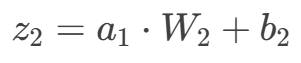 z₂ = a₁ · W₂ + b₂